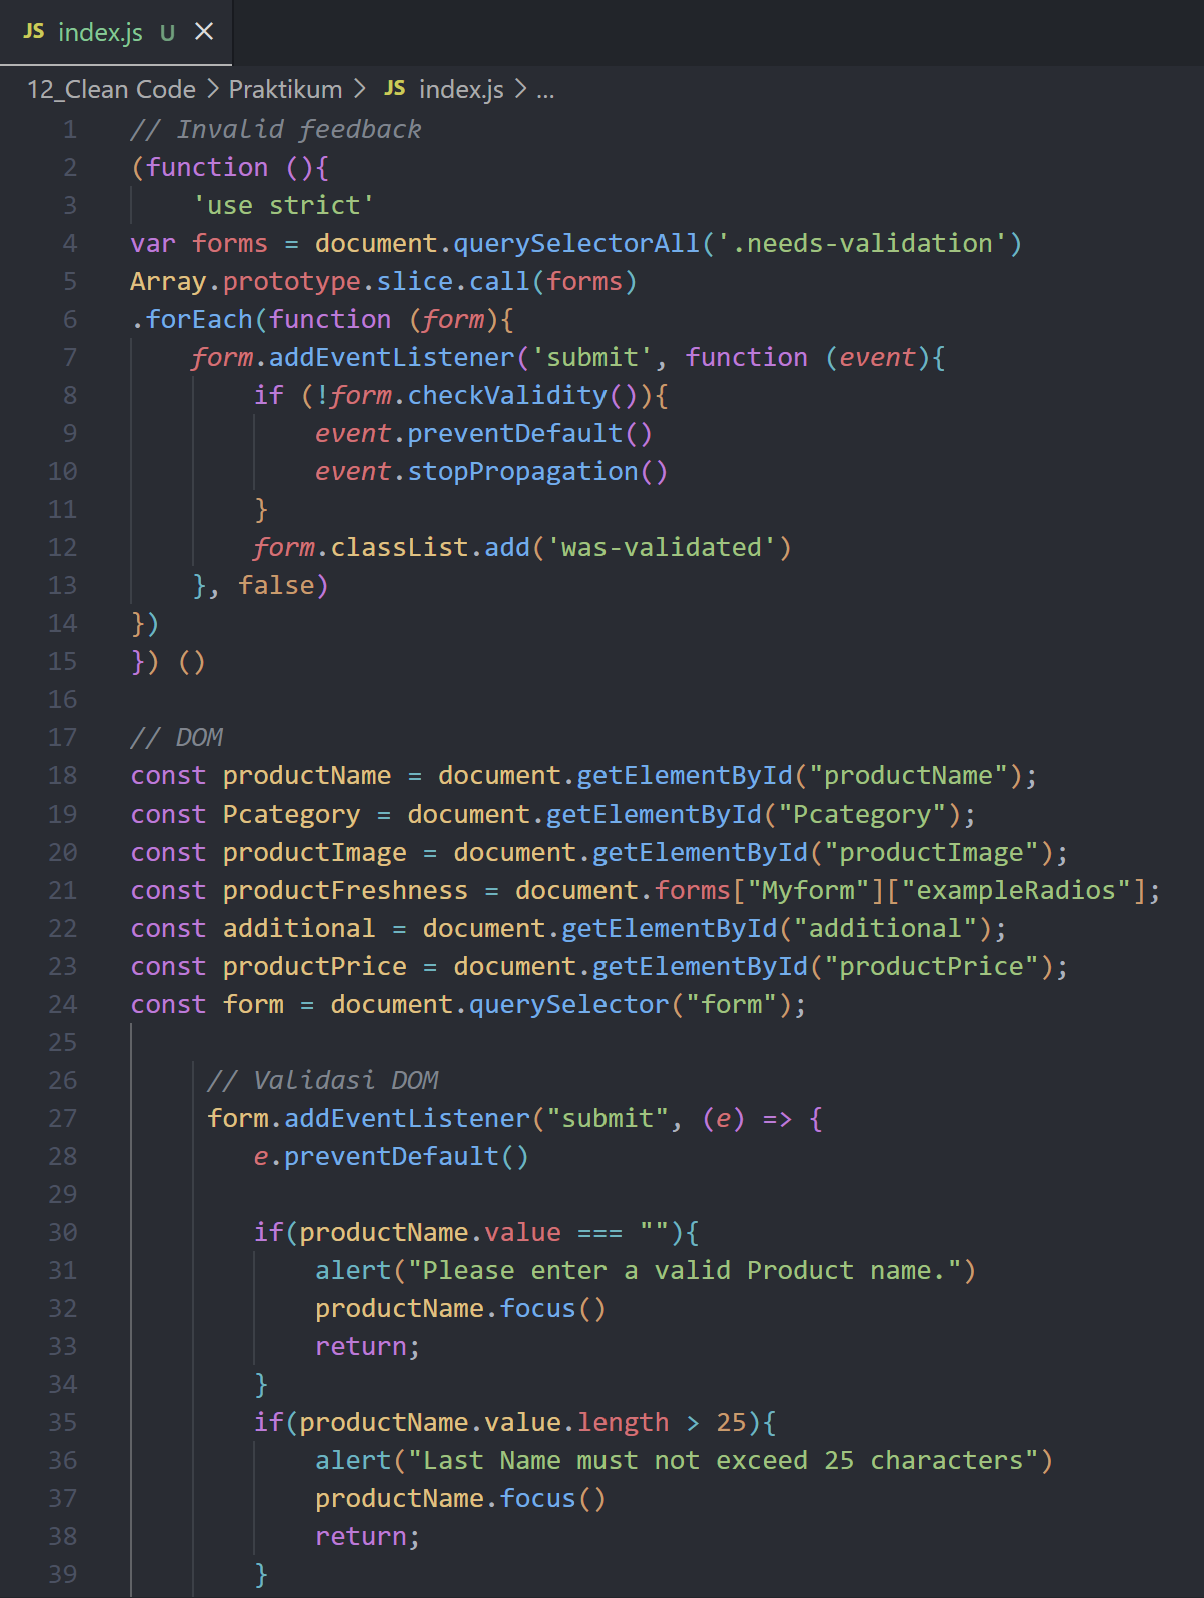 JS index.js U ×
12_Clean Code > Praktikum > JS index.js > ...
1 // Invalid feedback
2 (function (){
3     'use strict'
4 var forms = document.querySelectorAll('.needs-validation')
5 Array.prototype.slice.call(forms)
6 .forEach(function (form){
7     form.addEventListener('submit', function (event){
8         if (!form.checkValidity()){
9             event.preventDefault()
10             event.stopPropagation()
11         }
12         form.classList.add('was-validated')
13     }, false)
14 })
15 }) ()
16
17 // DOM
18 const productName = document.getElementById("productName");
19 const Pcategory = document.getElementById("Pcategory");
20 const productImage = document.getElementById("productImage");
21 const productFreshness = document.forms["Myform"]["exampleRadios"];
22 const additional = document.getElementById("additional");
23 const productPrice = document.getElementById("productPrice");
24 const form = document.querySelector("form");
25
26      // Validasi DOM
27      form.addEventListener("submit", (e) => {
28         e.preventDefault()
29
30         if(productName.value === ""){
31             alert("Please enter a valid Product name.")
32             productName.focus()
33             return;
34         }
35         if(productName.value.length > 25){
36             alert("Last Name must not exceed 25 characters")
37             productName.focus()
38             return;
39         }